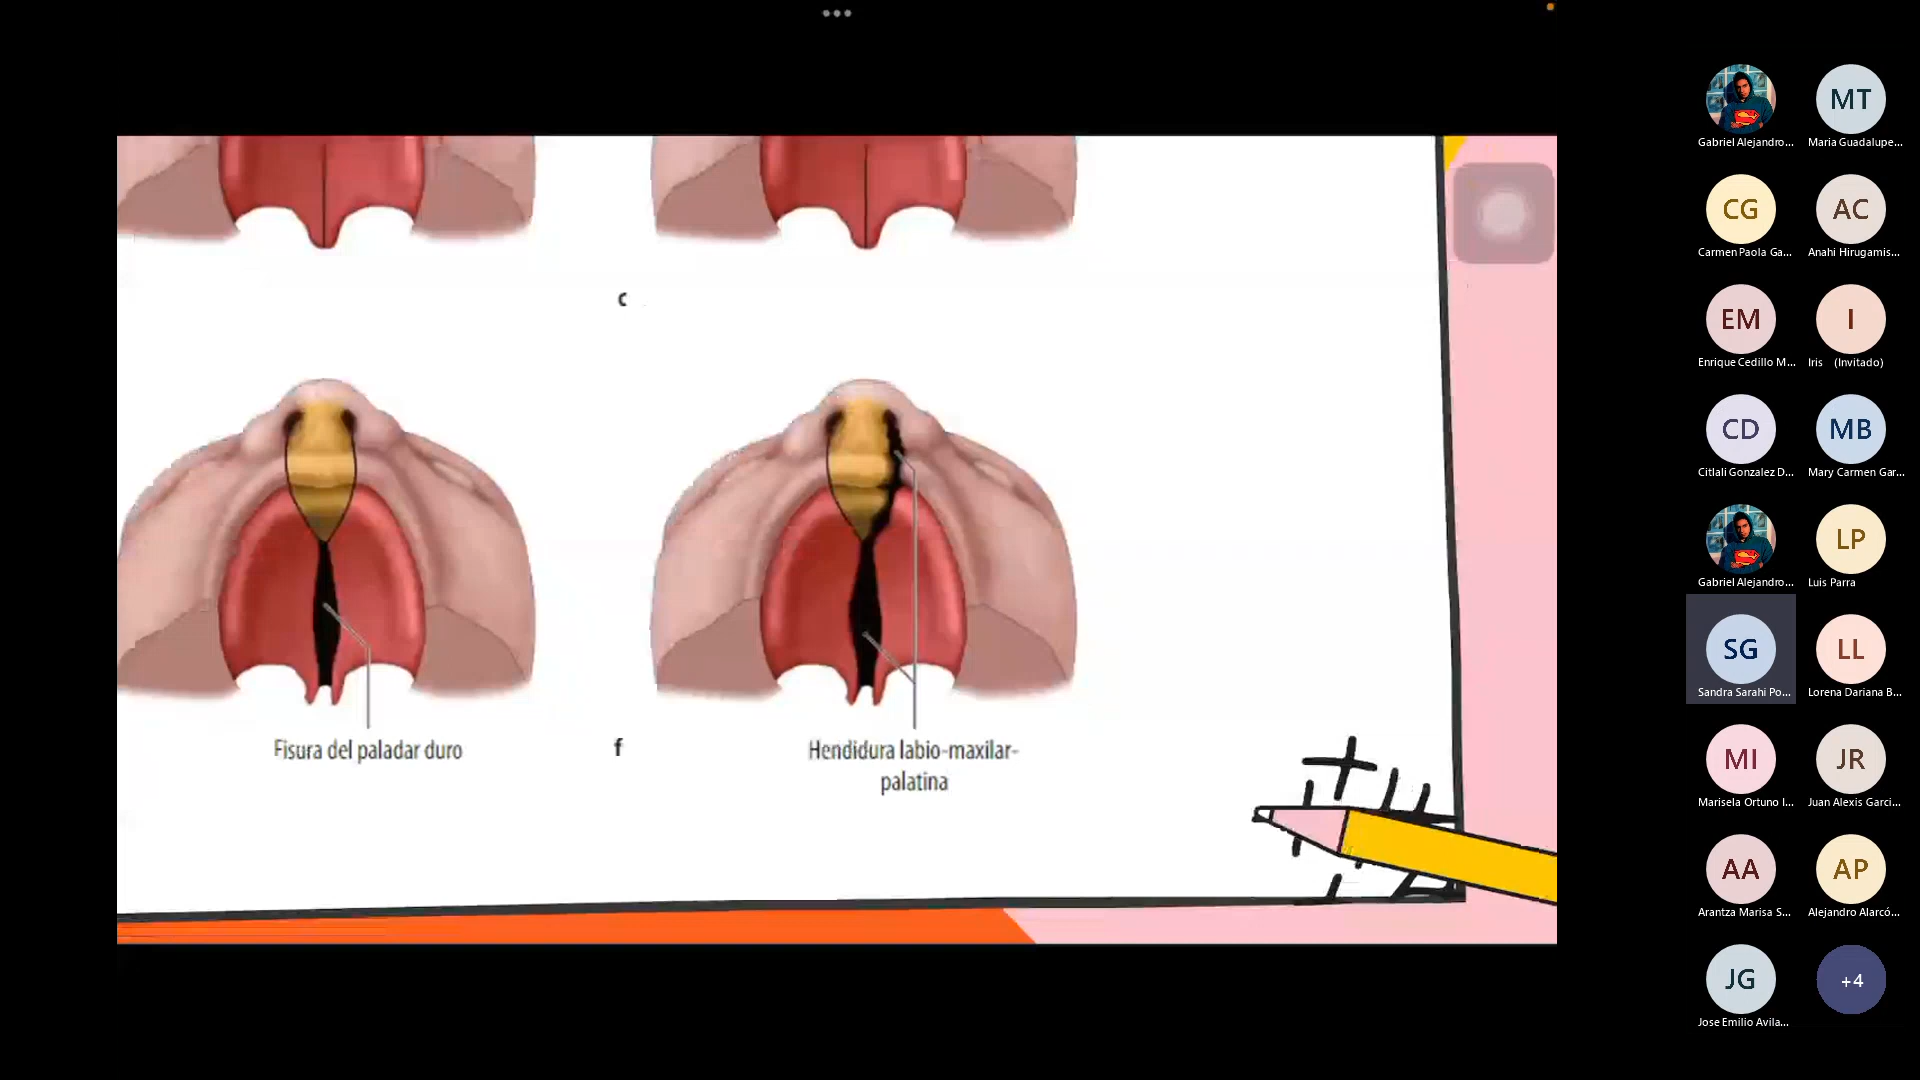 c
Fisura del paladar duro
f
Hendidura labio-maxilar-
palatina
Gabriel Alejandro...
MT
Maria Guadalupe...
CG
Carmen Paola Ga...
AC
Anahi Hirugamis...
EM
Enrique Cedillo M...
I
Iris (Invitado)
CD
Citlali Gonzalez D...
MB
Mary Carmen Gar...
Gabriel Alejandro...
LP
Luis Parra
SG
Sandra Sarahi Po...
LL
Lorena Dariana B...
MI
Marisela Ortuno I...
JR
Juan Alexis Garci...
AA
Arantza Marisa S...
AP
Alejandro Alarcó...
JG
Jose Emilio Avila...
+4